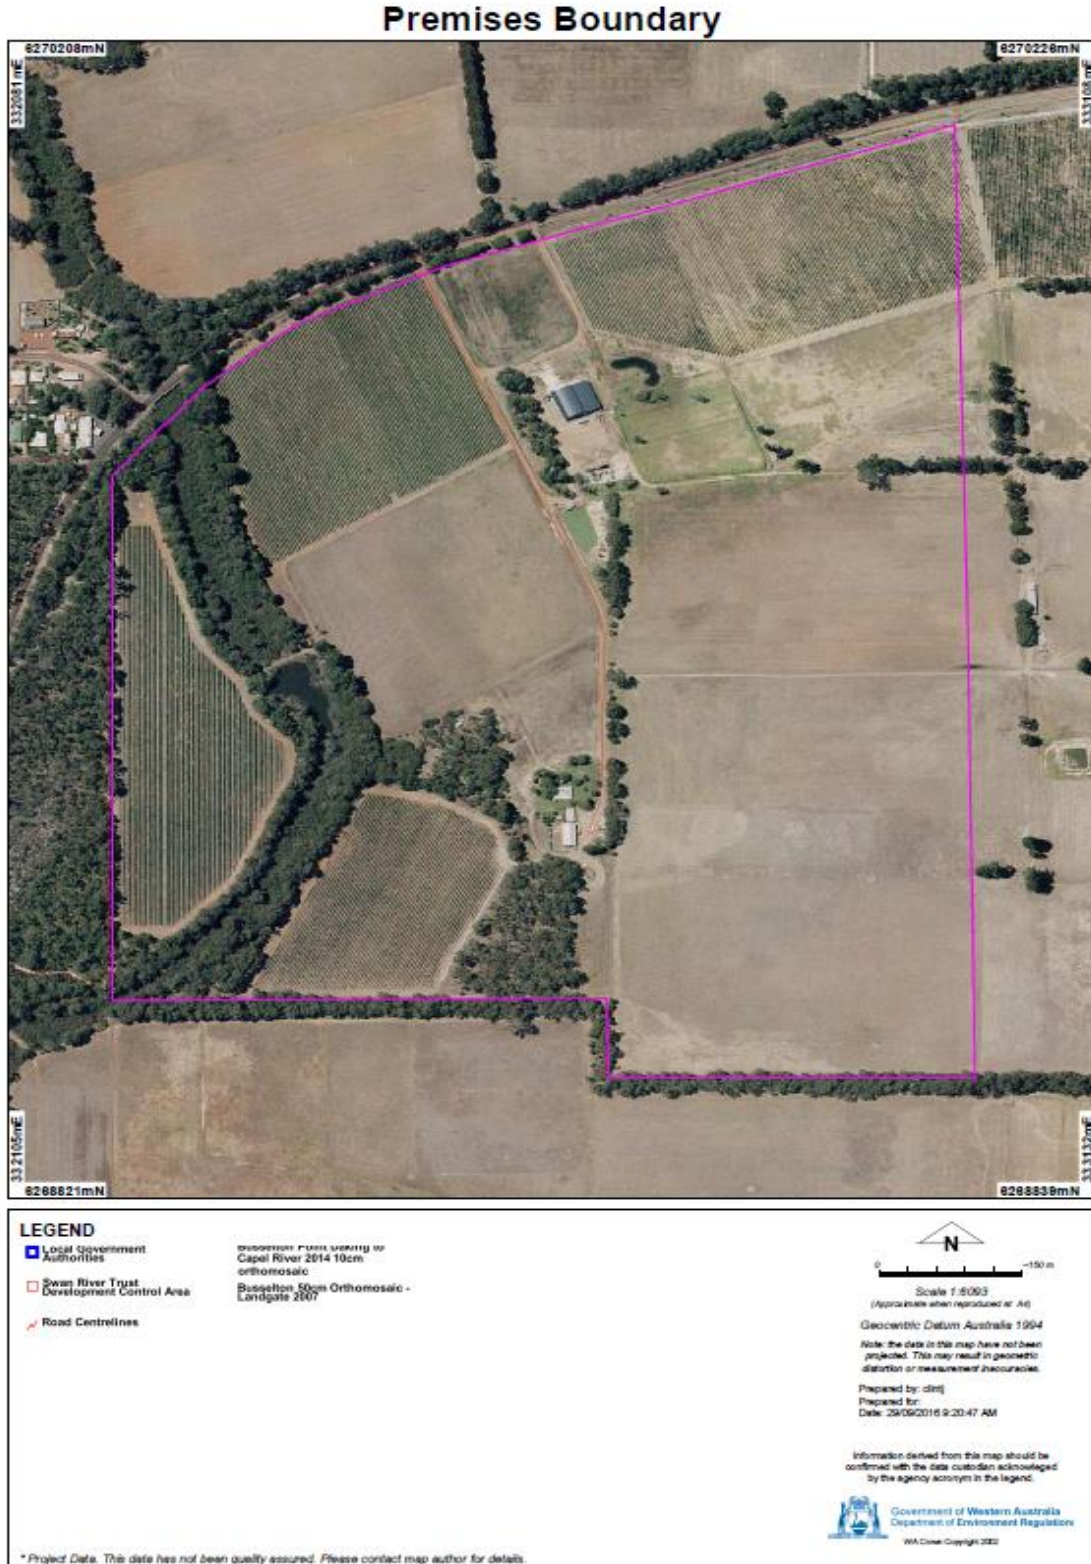 Premises Boundary
6270208mN
6270226mN
332081mE
333108mE
332105mE
333132mE
6268821mN
6268839mN
LEGEND
Local Government
Authorities
Swan River Trust
Development Control Area
Road Centrelines
Capel River 2014 10cm
orthomosaic
Busselton 50cm Orthomosaic -
Landgate 2007
N
0
~150 m
Scale 1:6093
(Approximate when reproduced at A4)
Geocentric Datum Australia 1994
Note: the data in this map have not been
projected. This may result in geometric
distortion or measurement inaccuracies.
Prepared by: clintj
Prepared for:
Date: 29/09/2016 9:20:47 AM
Information derived from this map should be
confirmed with the data custodian acknowleged
by the agency acronym in the legend.
Government of Western Australia
Department of Environment Regulation
WA Crown Copyright 2002
* Project Data. This data has not been quality assured. Please contact map author for details.